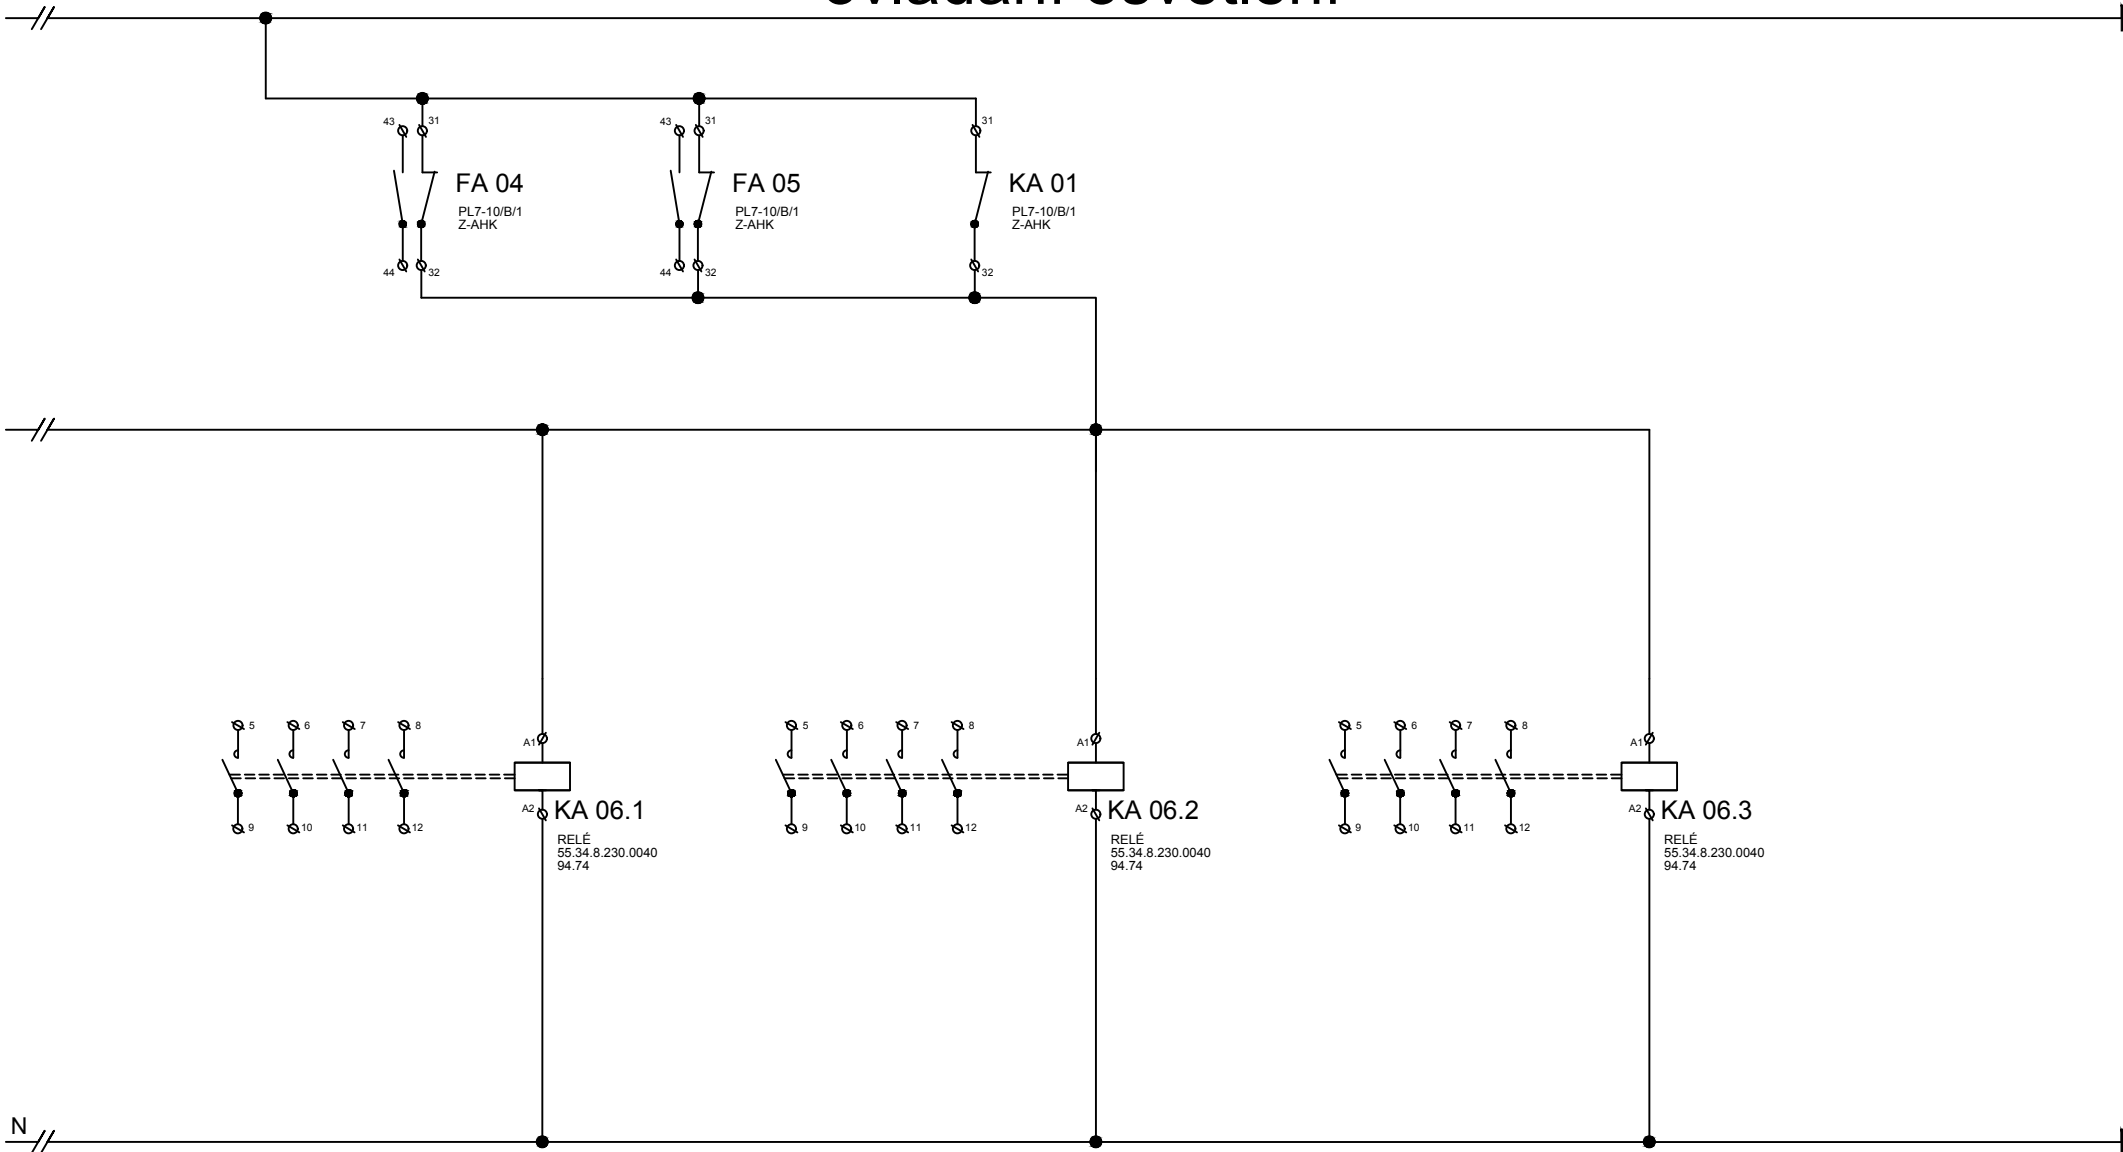 43 31
43 31
31
FA 04
PL7-10/B/1
Z-AHK
FA 05
PL7-10/B/1
Z-AHK
KA 01
PL7-10/B/1
Z-AHK
44 32
44 32
32
5 6 7 8
A1
5 6 7 8
A1
5 6 7 8
A1
9 10 11 12
A2
KA 06.1
RELÉ
55.34.8.230.0040
94.74
9 10 11 12
A2
KA 06.2
RELÉ
55.34.8.230.0040
94.74
9 10 11 12
A2
KA 06.3
RELÉ
55.34.8.230.0040
94.74
N